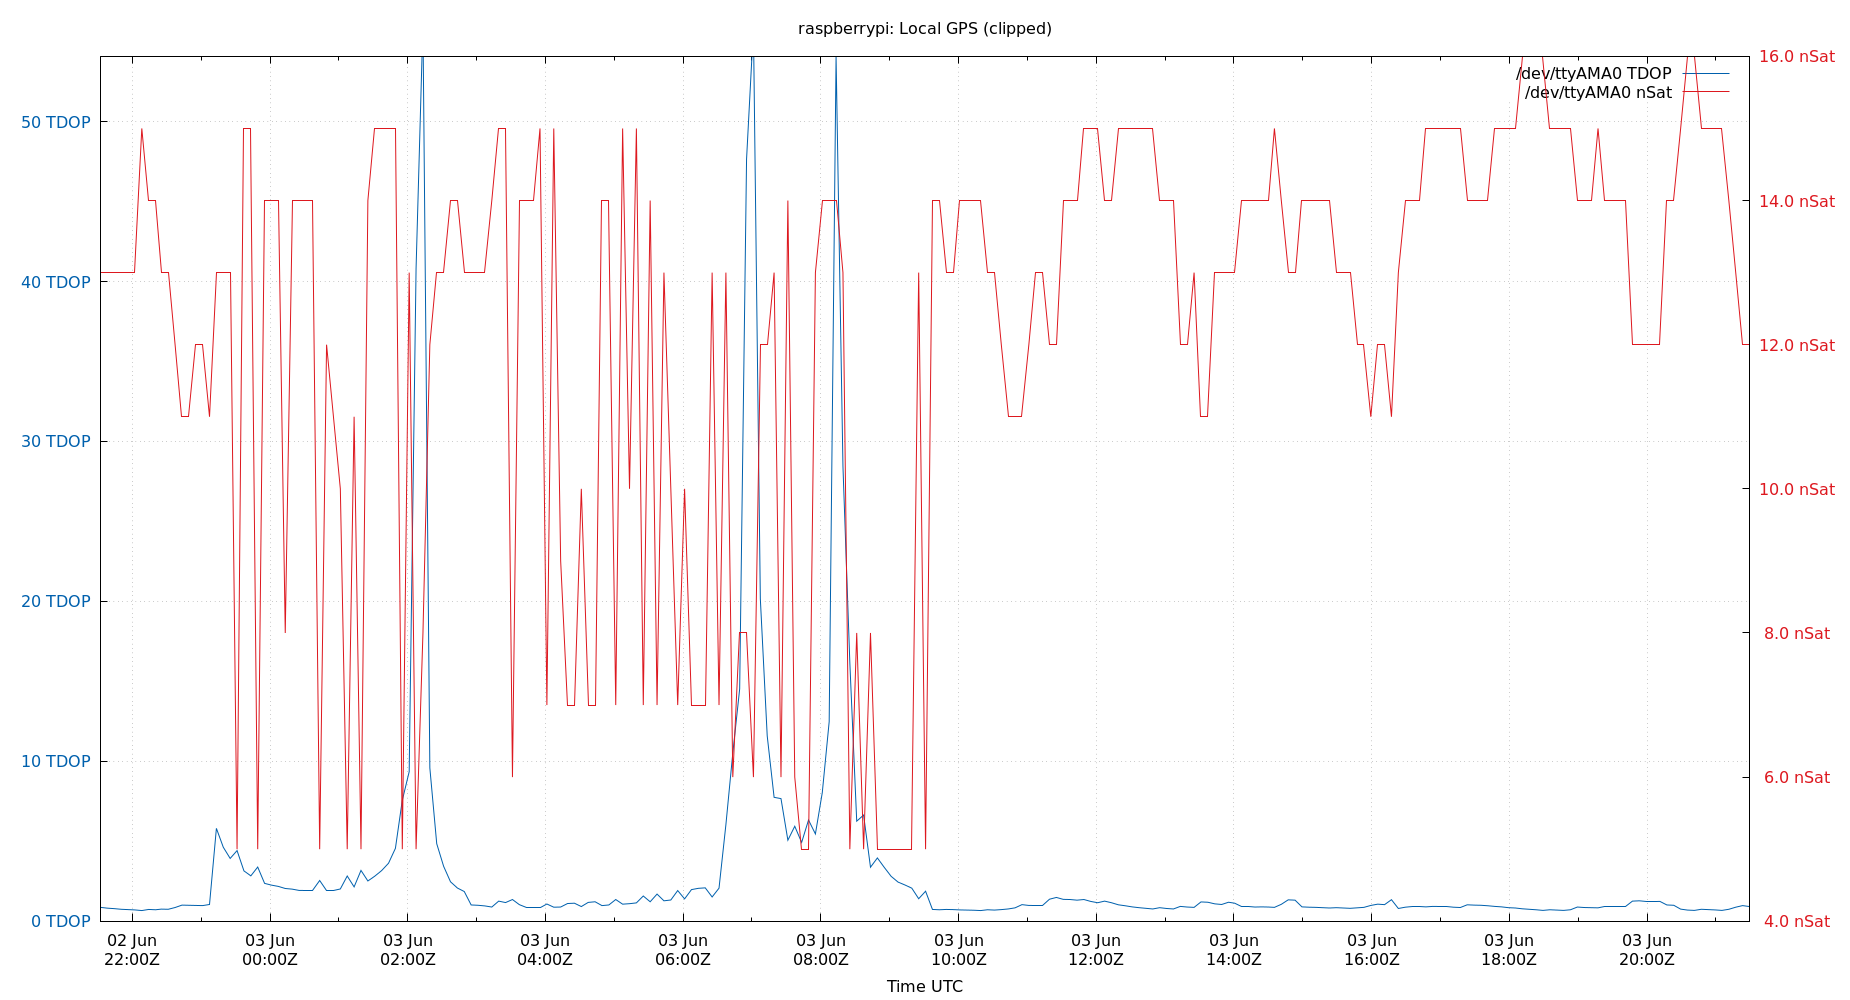 raspberrypi: Local GPS (clipped)
16.0 nSat
/dev/ttyAMA0 TDOP
/dev/ttyAMA0 nSat
50 TDOP
14.0 nSat
40 TDOP
12.0 nSat
30 TDOP
10.0 nSat
20 TDOP
8.0 nSat
10 TDOP
6.0 nSat
0 TDOP
4.0 nSat
02 Jun 03 Jun 03 Jun 03 Jun 03 Jun 03 Jun 03 Jun 03 Jun 03 Jun 03 Jun 03 Jun 03 Jun
22:00Z 00:00Z 02:00Z 04:00Z 06:00Z 08:00Z 10:00Z 12:00Z 14:00Z 16:00Z 18:00Z 20:00Z
Time UTC